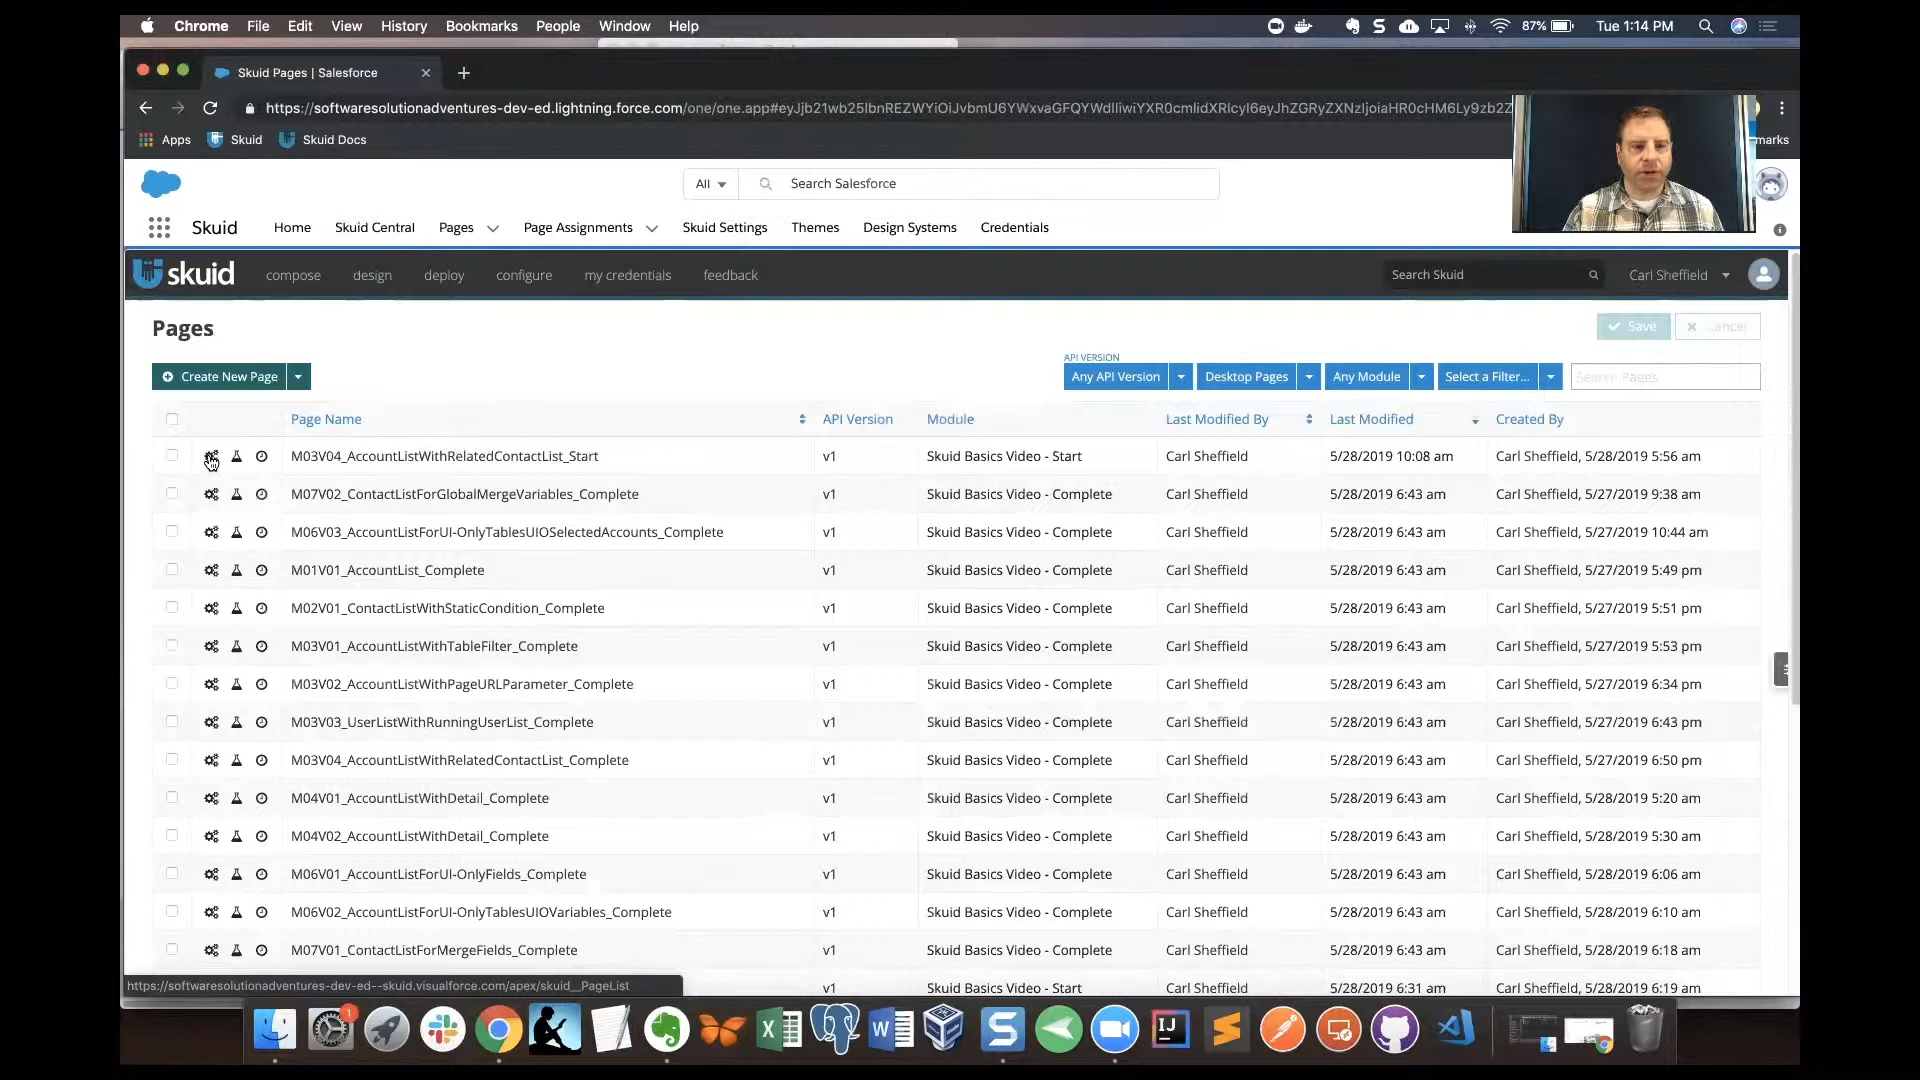 Chrome File Edit View History Bookmarks People Window Help 87% Tue 1:14 PM
Skuid Pages | Salesforce
https://softwaresolutionadventures-dev-ed.lightning.force.com/one/one.app#
Apps Skuid Skuid Docs marks
All Search Salesforce
Skuid Home Skuid Central Pages Page Assignments Skuid Settings Themes Design Systems Credentials
skuid compose design deploy configure my credentials feedback Search Skuid Carl Sheffield
Pages Save Cancel
API VERSION
Create New Page Any API Version Desktop Pages Any Module Select a Filter... Search Pages
Page Name API Version Module Last Modified By Last Modified Created By
M03V04_AccountListWithRelatedContactList_Start v1 Skuid Basics Video - Start Carl Sheffield 5/28/2019 10:08 am Carl Sheffield, 5/28/2019 5:56 am
M07V02_ContactListForGlobalMergeVariables_Complete v1 Skuid Basics Video - Complete Carl Sheffield 5/28/2019 6:43 am Carl Sheffield, 5/27/2019 9:38 am
M06V03_AccountListForUI-OnlyTablesUIOSelectedAccounts_Complete v1 Skuid Basics Video - Complete Carl Sheffield 5/28/2019 6:43 am Carl Sheffield, 5/27/2019 10:44 am
M01V01_AccountList_Complete v1 Skuid Basics Video - Complete Carl Sheffield 5/28/2019 6:43 am Carl Sheffield, 5/27/2019 5:49 pm
M02V01_ContactListWithStaticCondition_Complete v1 Skuid Basics Video - Complete Carl Sheffield 5/28/2019 6:43 am Carl Sheffield, 5/27/2019 5:51 pm
M03V01_AccountListWithTableFilter_Complete v1 Skuid Basics Video - Complete Carl Sheffield 5/28/2019 6:43 am Carl Sheffield, 5/27/2019 5:53 pm
M03V02_AccountListWithPageURLParameter_Complete v1 Skuid Basics Video - Complete Carl Sheffield 5/28/2019 6:43 am Carl Sheffield, 5/27/2019 6:34 pm
M03V03_UserListWithRunningUserList_Complete v1 Skuid Basics Video - Complete Carl Sheffield 5/28/2019 6:43 am Carl Sheffield, 5/27/2019 6:43 pm
M03V04_AccountListWithRelatedContactList_Complete v1 Skuid Basics Video - Complete Carl Sheffield 5/28/2019 6:43 am Carl Sheffield, 5/27/2019 6:50 pm
M04V01_AccountListWithDetail_Complete v1 Skuid Basics Video - Complete Carl Sheffield 5/28/2019 6:43 am Carl Sheffield, 5/28/2019 5:20 am
M04V02_AccountListWithDetail_Complete v1 Skuid Basics Video - Complete Carl Sheffield 5/28/2019 6:43 am Carl Sheffield, 5/28/2019 5:30 am
M06V01_AccountListForUI-OnlyFields_Complete v1 Skuid Basics Video - Complete Carl Sheffield 5/28/2019 6:43 am Carl Sheffield, 5/28/2019 6:06 am
M06V02_AccountListForUI-OnlyTablesUIOVariables_Complete v1 Skuid Basics Video - Complete Carl Sheffield 5/28/2019 6:43 am Carl Sheffield, 5/28/2019 6:10 am
M07V01_ContactListForMergeFields_Complete v1 Skuid Basics Video - Complete Carl Sheffield 5/28/2019 6:43 am Carl Sheffield, 5/28/2019 6:18 am
https://softwaresolutionadventures-dev-ed--skuid.visualforce.com/apex/skuid__PageList v1 Skuid Basics Video - Start Carl Sheffield 5/28/2019 6:31 am Carl Sheffield, 5/28/2019 6:19 am
1